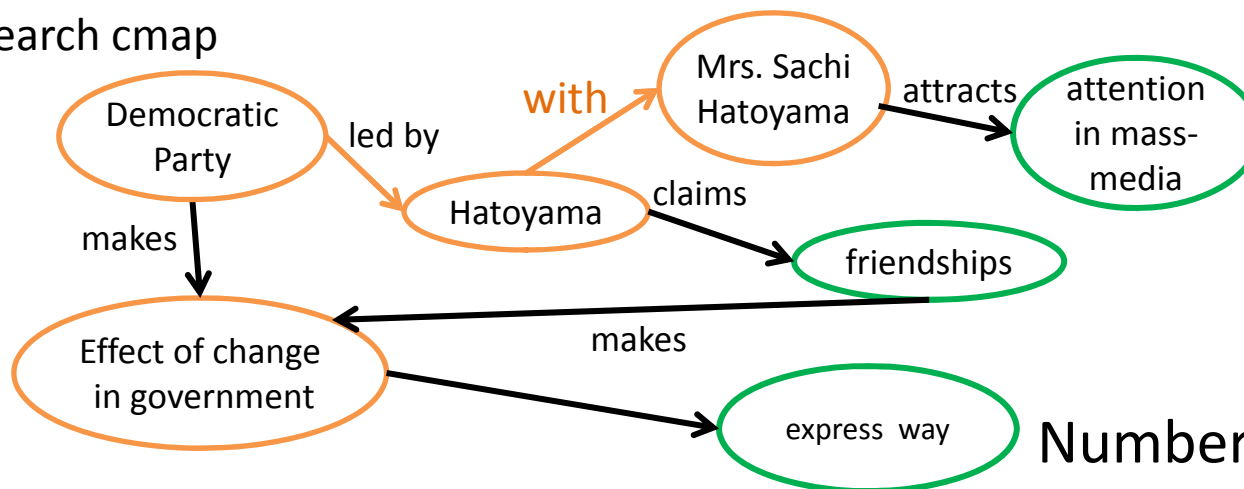 earch cmap
Democratic
Party
led by
with
Mrs. Sachi
Hatoyama
attracts
attention
in mass-
media
Hatoyama
claims
makes
friendships
makes
Effect of change
in government
express way
Number